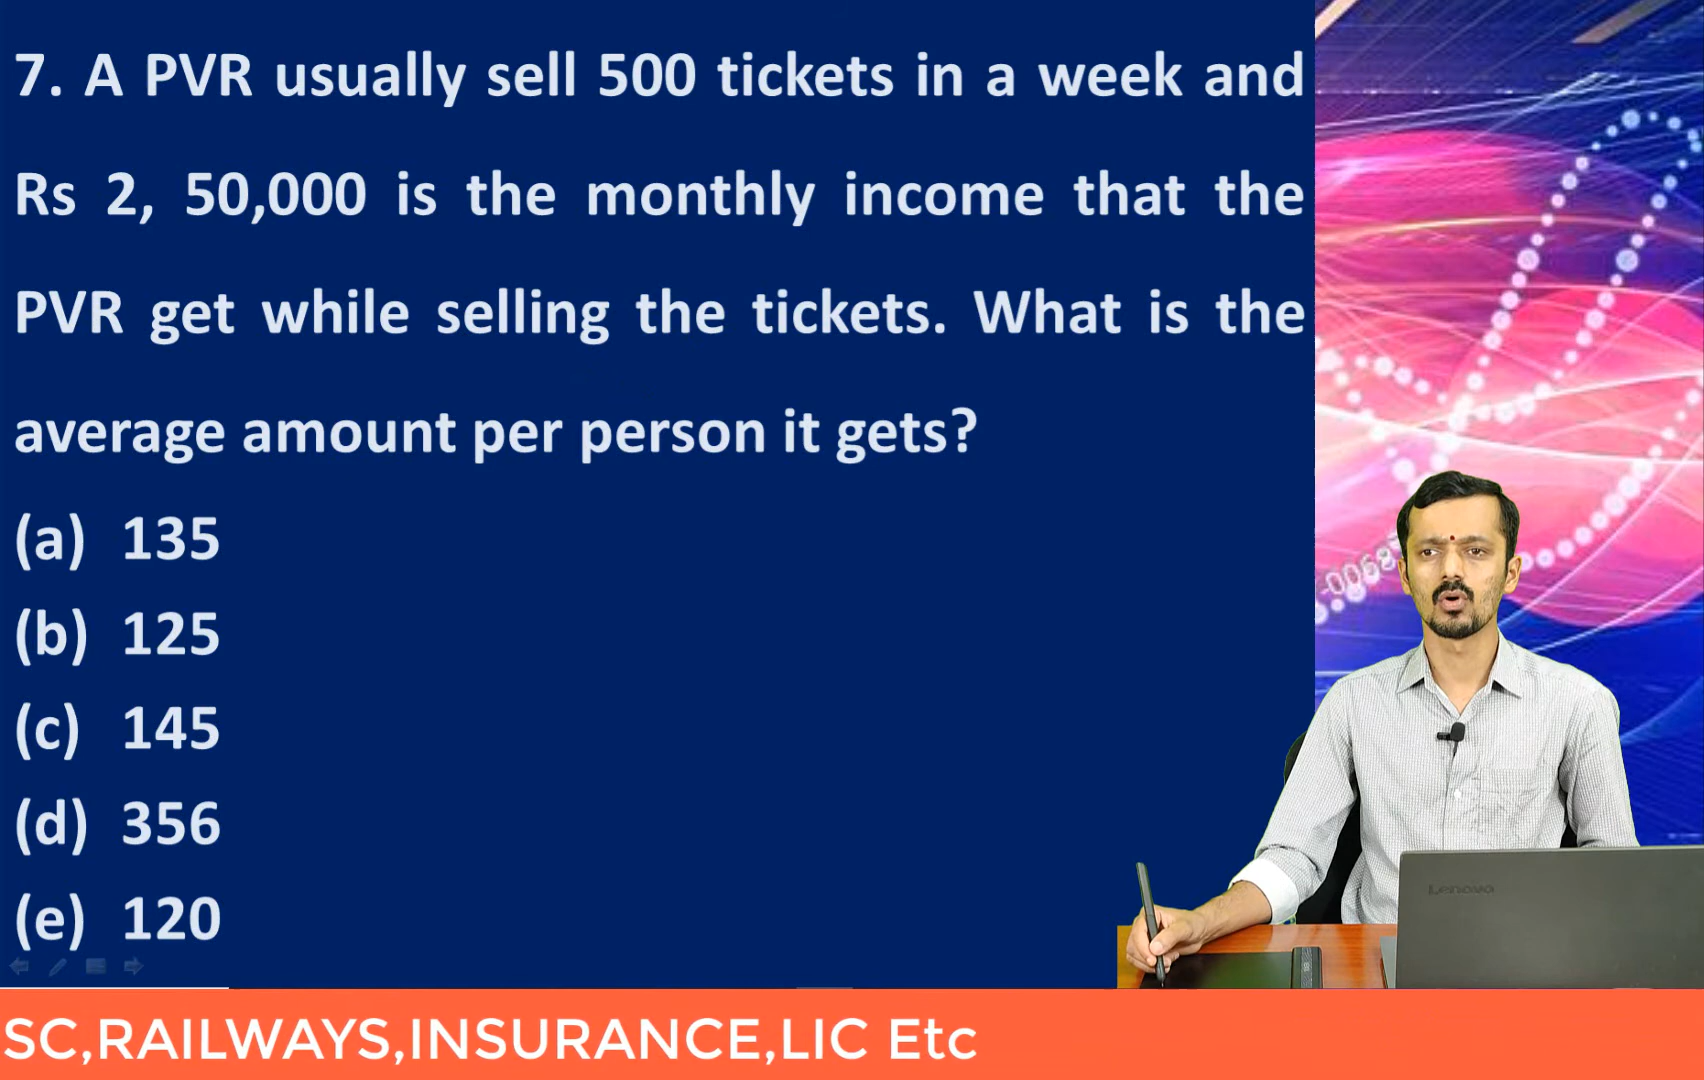 7. A PVR usually sell 500 tickets in a week and
Rs 2, 50,000 is the monthly income that the
PVR get while selling the tickets. What is the
average amount per person it gets?
(a) 135
(b) 125
(c) 145
(d) 356
(e) 120
Lenovo
SC,RAILWAYS,INSURANCE,LIC Etc